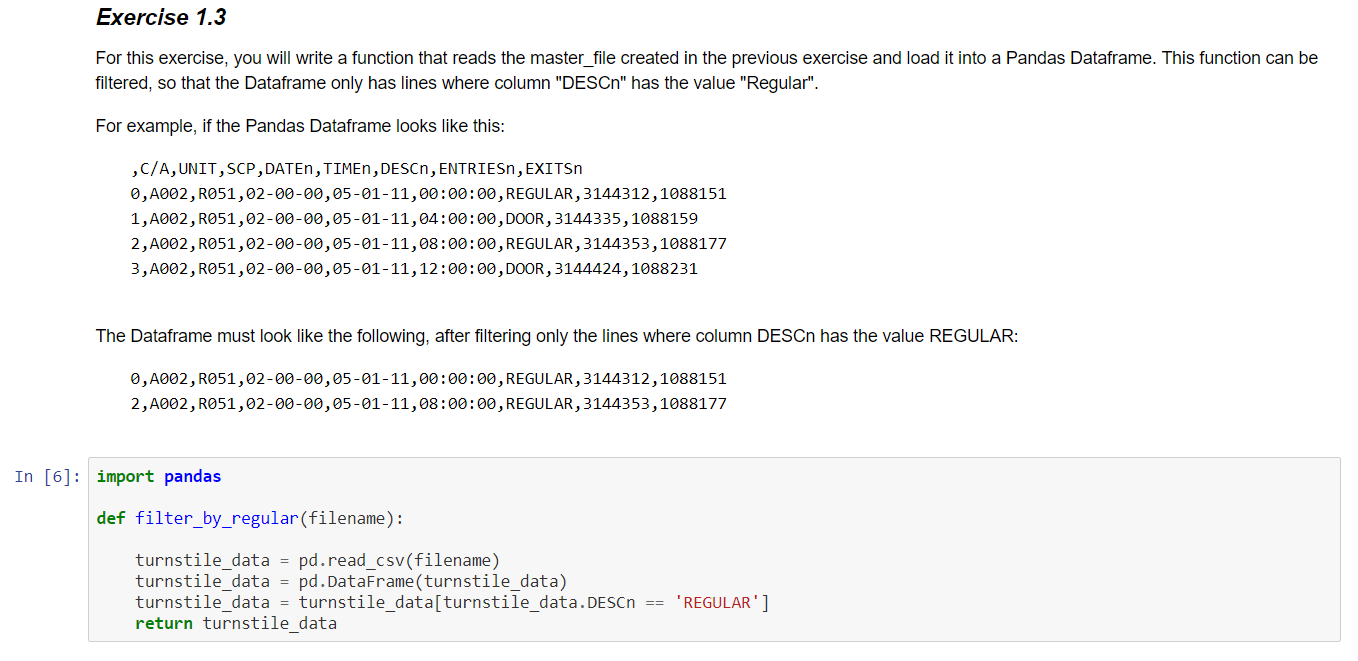 Exercise 1.3
For this exercise, you will write a function that reads the master_file created in the previous exercise and load it into a Pandas Dataframe. This function can be
filtered, so that the Dataframe only has lines where column "DESCn" has the value "Regular".
For example, if the Pandas Dataframe looks like this:
,C/A,UNIT,SCP,DATEn,TIMEn,DESCn,ENTRIESn,EXITSn
0,A002,R051,02-00-00,05-01-11,00:00:00,REGULAR,3144312,1088151
1,A002,R051,02-00-00,05-01-11,04:00:00,DOOR,3144335,1088159
2,A002,R051,02-00-00,05-01-11,08:00:00,REGULAR,3144353,1088177
3,A002,R051,02-00-00,05-01-11,12:00:00,DOOR,3144424,1088231
The Dataframe must look like the following, after filtering only the lines where column DESCn has the value REGULAR:
0,A002,R051,02-00-00,05-01-11,00:00:00,REGULAR,3144312,1088151
2,A002,R051,02-00-00,05-01-11,08:00:00,REGULAR,3144353,1088177
In [6]: import pandas
def filter_by_regular(filename):
turnstile_data = pd.read_csv(filename)
turnstile_data = pd.DataFrame(turnstile_data)
turnstile_data = turnstile_data[turnstile_data.DESCn == 'REGULAR']
return turnstile_data